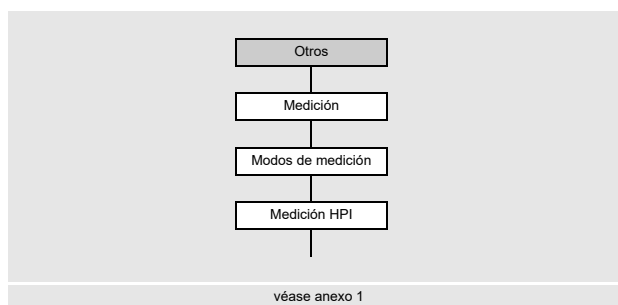 Otros
Medición
Modos de medición
Medición HPI
véase anexo 1